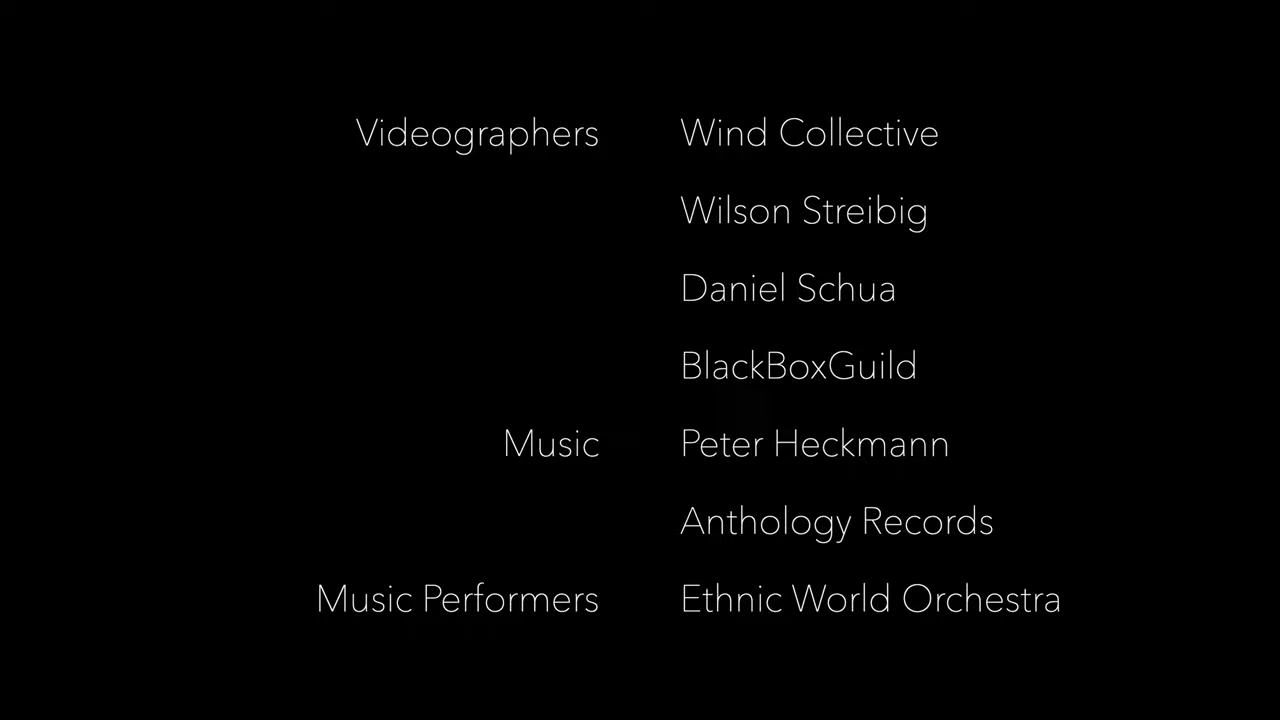 Videographers Wind Collective
Wilson Streibig
Daniel Schua
BlackBoxGuild
Music Peter Heckmann
Anthology Records
Music Performers Ethnic World Orchestra